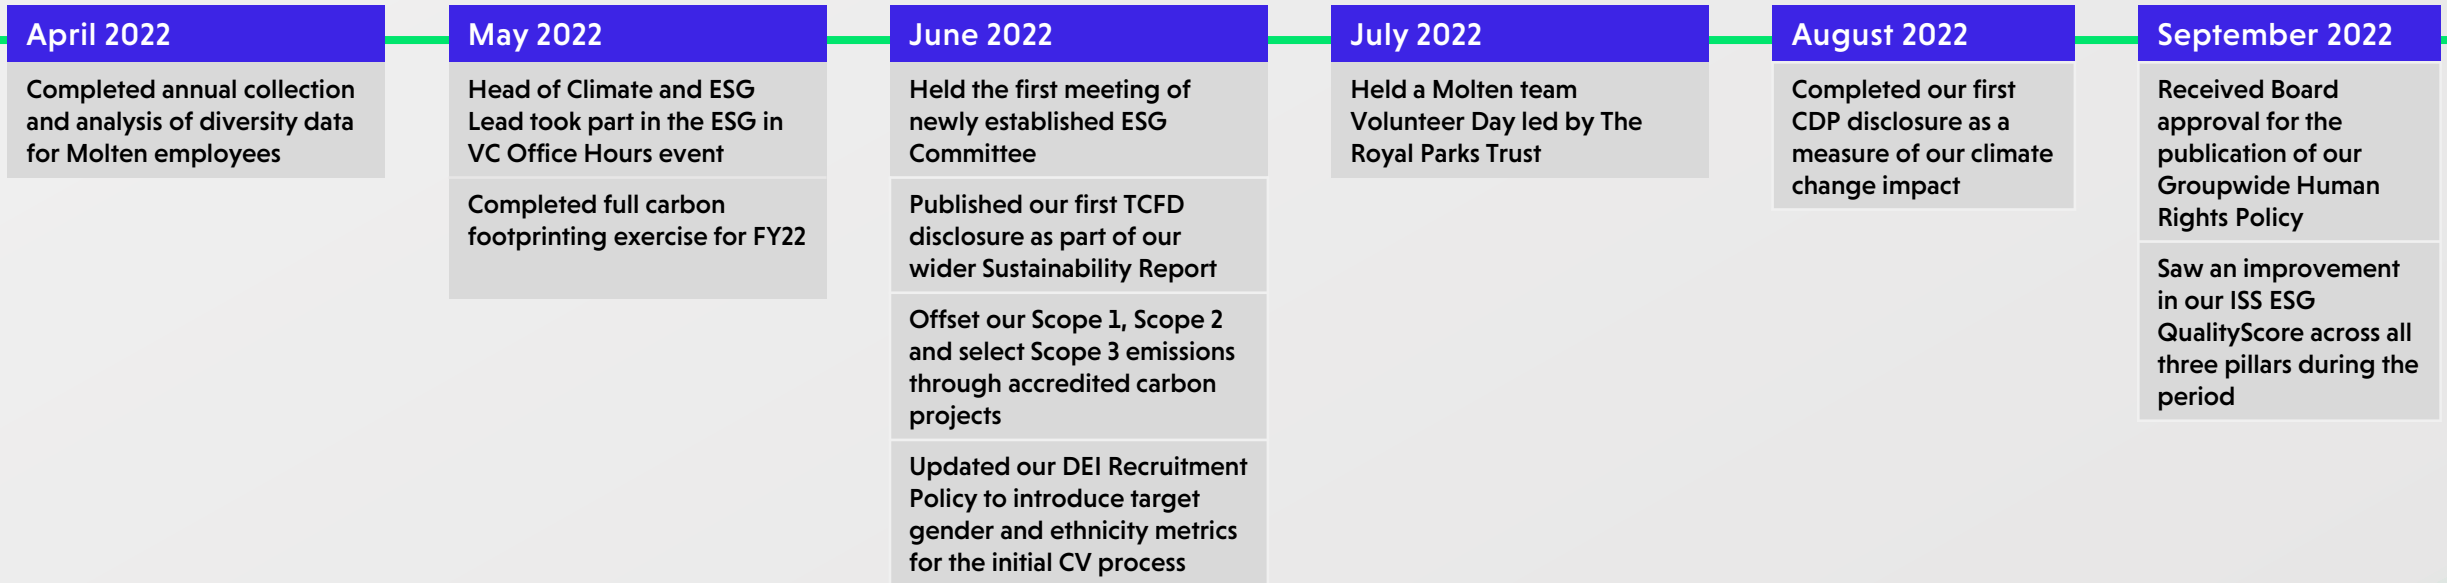 April 2022
Completed annual collection
and analysis of diversity data
for Molten employees
May 2022
Head of Climate and ESG
Lead took part in the ESG in
VC Office Hours event
Completed full carbon
footprinting exercise for FY22
June 2022
Held the first meeting of
newly established ESG
Committee
Published our first TCFD
disclosure as part of our
wider Sustainability Report
Offset our Scope 1, Scope 2
and select Scope 3 emissions
through accredited carbon
projects
Updated our DEI Recruitment
Policy to introduce target
gender and ethnicity metrics
for the initial CV process
July 2022
Held a Molten team
Volunteer Day led by The
Royal Parks Trust
August 2022
Completed our first
CDP disclosure as a
measure of our climate
change impact
September 2022
Received Board
approval for the
publication of our
Groupwide Human
Rights Policy
Saw an improvement
in our ISS ESG
QualityScore across all
three pillars during the
period